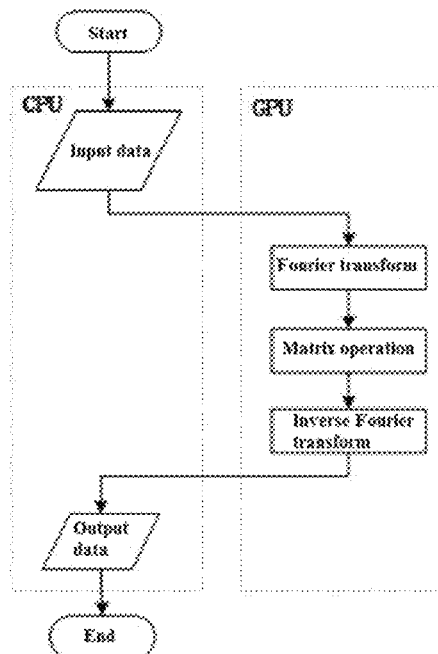 Start
CPU
GPU
Input data
Fourier transform
Matrix operation
Inverse Fourier
transform
Output
data
End